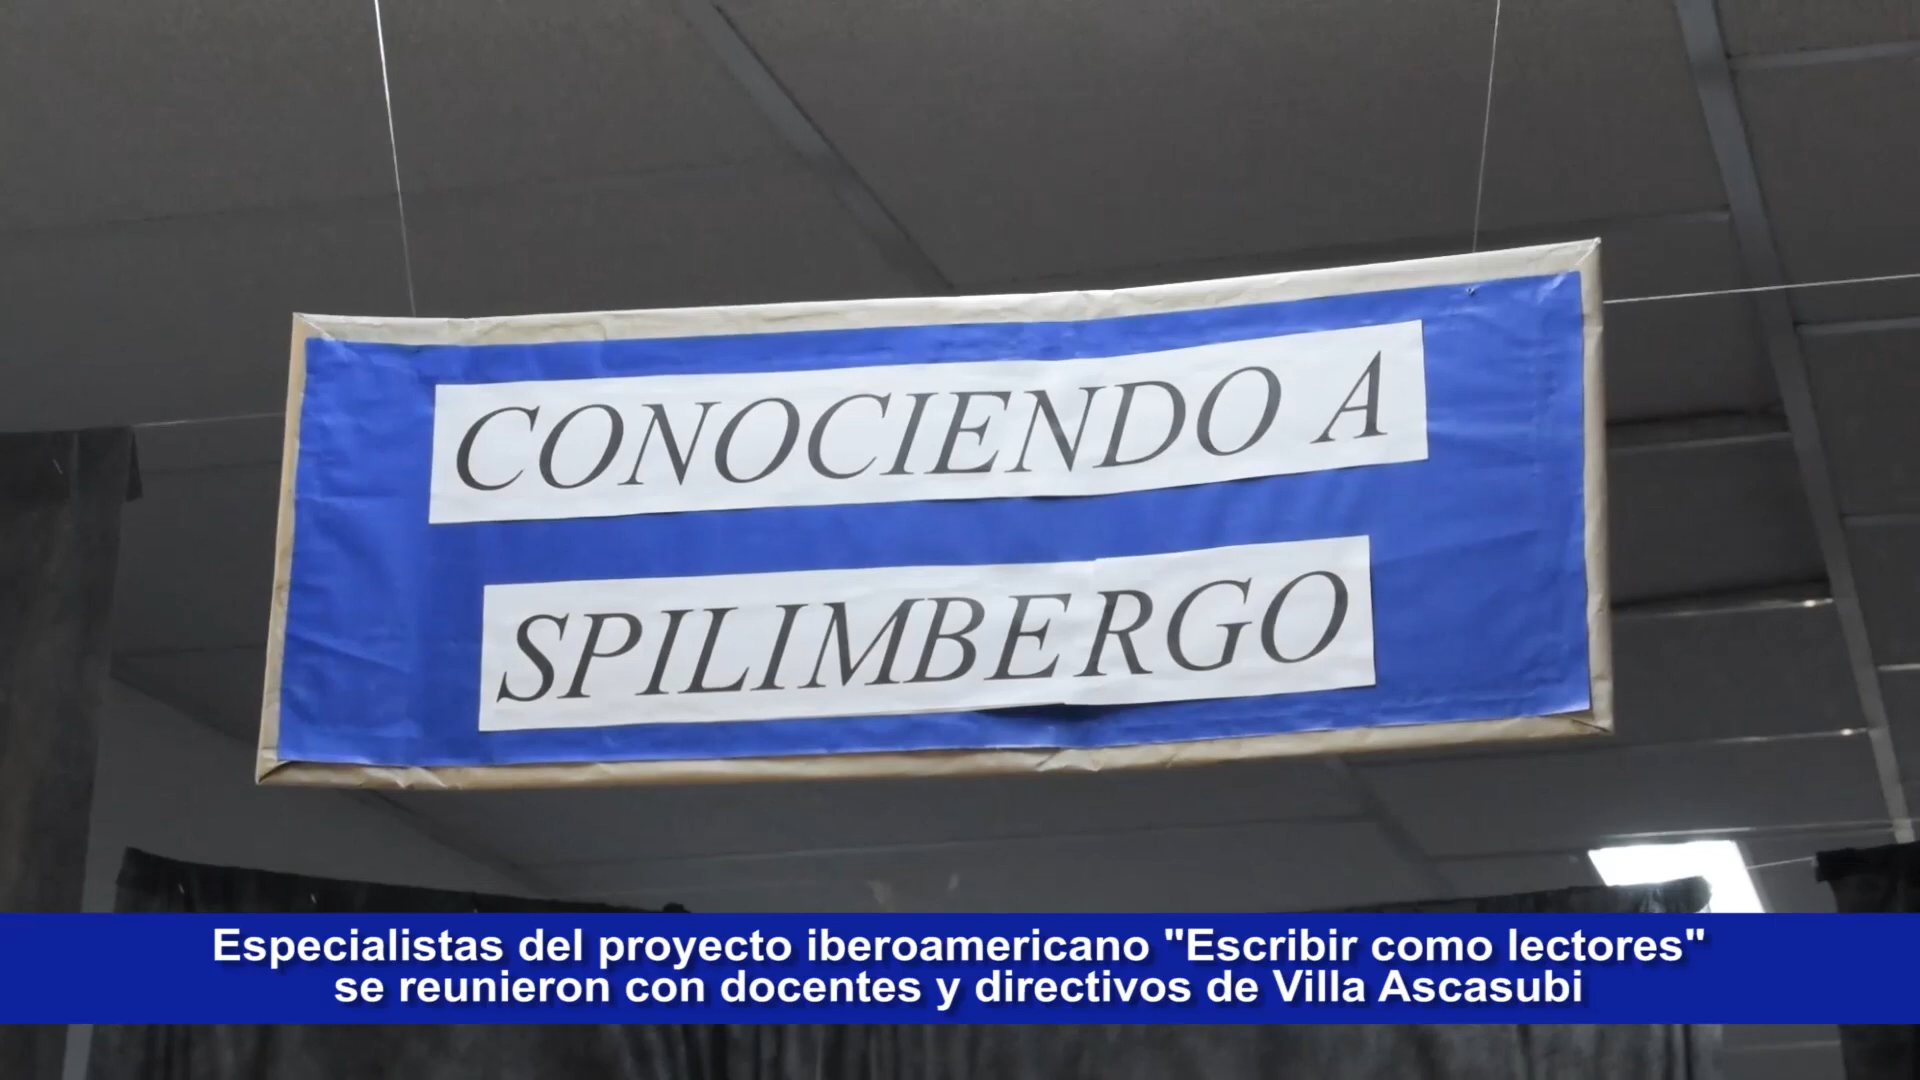 CONOCIENDO A
SPILIMBERGO
Especialistas del proyecto iberoamericano "Escribir como lectores"
se reunieron con docentes y directivos de Villa Ascasubi